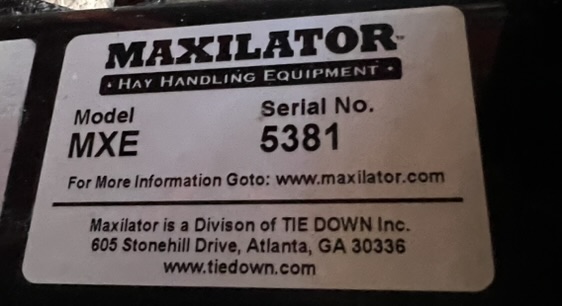 MAXILATOR™
• HAY HANDLING EQUIPMENT •
Model
MXE
Serial No.
5381
For More Information Goto: www.maxilator.com
Maxilator is a Divison of TIE DOWN Inc.
605 Stonehill Drive, Atlanta, GA 30336
www.tiedown.com